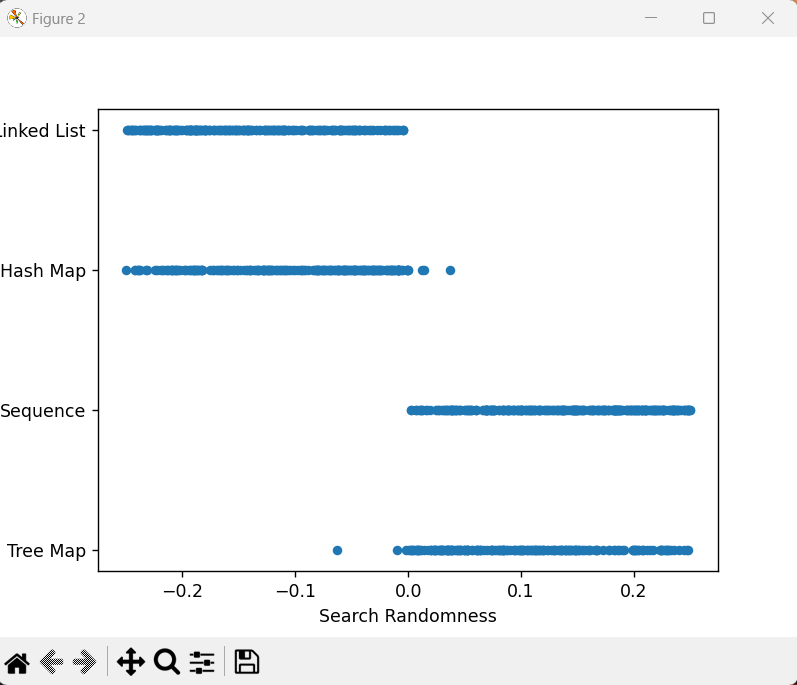 Figure 2
inked List
Hash Map
Sequence
Tree Map
−0.2 −0.1 0.0 0.1 0.2
Search Randomness